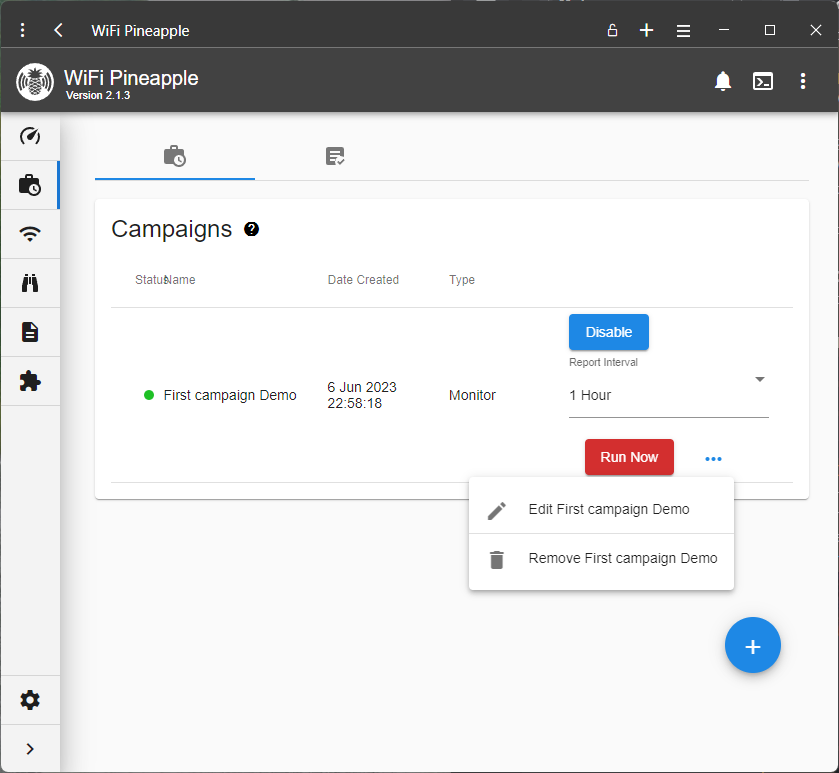 WiFi Pineapple
WiFi Pineapple
Version 2.1.3
Campaigns ?
Status Name Date Created Type
Disable
Report Interval
First campaign Demo 6 Jun 2023 22:58:18 Monitor 1 Hour
Run Now
Edit First campaign Demo
Remove First campaign Demo